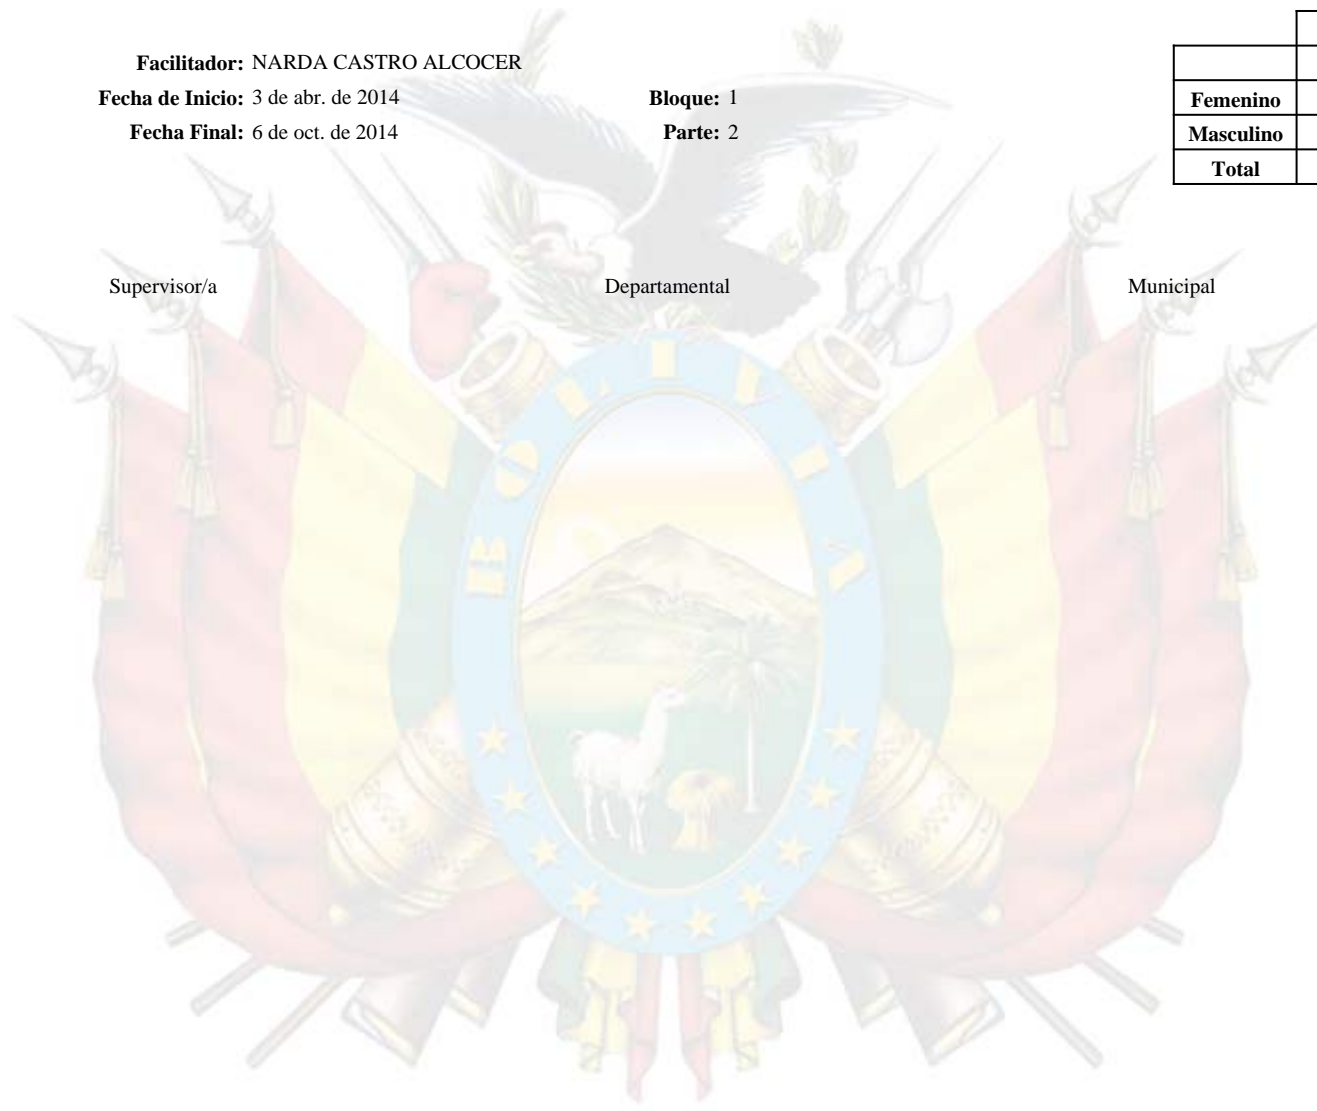 Facilitador: NARDA CASTRO ALCOCER
Fecha de Inicio: 3 de abr. de 2014 Bloque: 1
Fecha Final: 6 de oct. de 2014 Parte: 2
Femenino
Masculino
Total
Supervisor/a Departamental Municipal
BOLIVIA